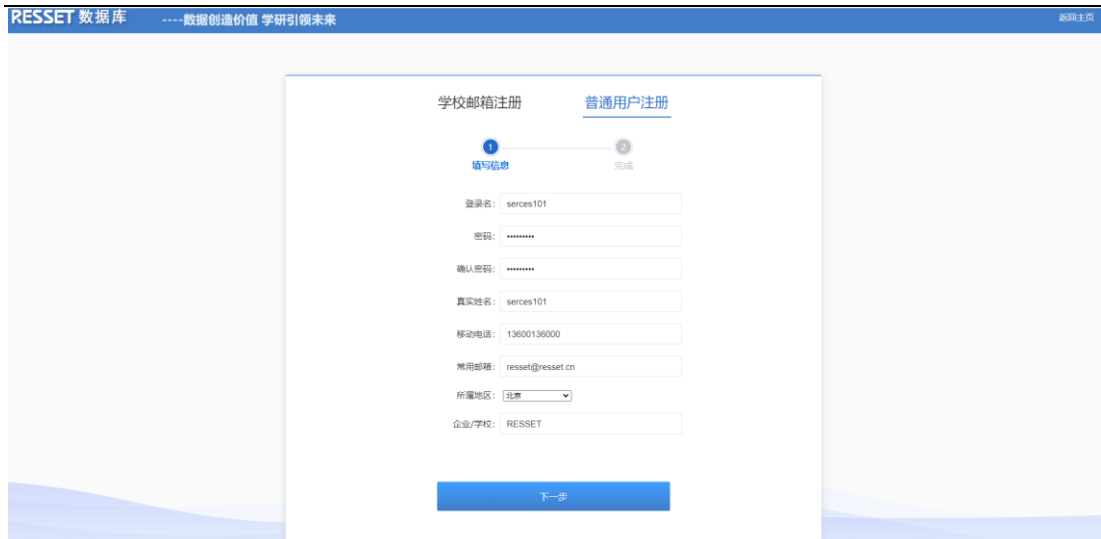 RESSET 数据库 ----数据创造价值 学研引领未来 返回主页
学校邮箱注册 普通用户注册
1 2
填写信息 完成
登录名: serces101
密码: •••••••••
确认密码: •••••••••
真实姓名: serces101
移动电话: 13600136000
常用邮箱: resset@resset.cn
所属地区: 北京
企业/学校: RESSET
下一步